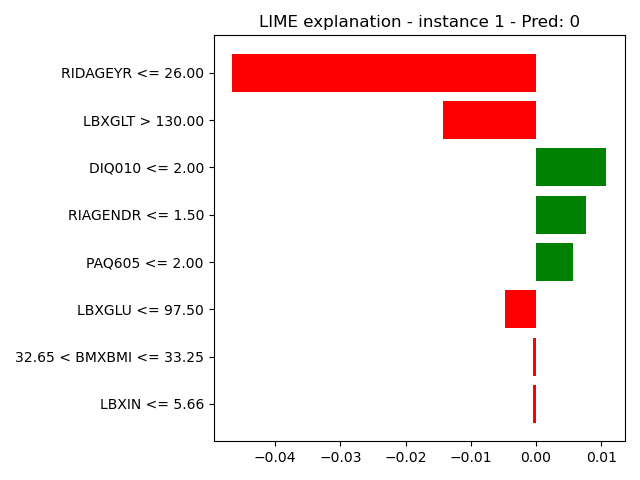 LIME explanation - instance 1 - Pred: 0
RIDAGEYR <= 26.00
LBXGLT > 130.00
DIQ010 <= 2.00
RIAGENDR <= 1.50
PAQ605 <= 2.00
LBXGLU <= 97.50
32.65 < BMXBMI <= 33.25
LBXIN <= 5.66
−0.04 −0.03 −0.02 −0.01 0.00 0.01